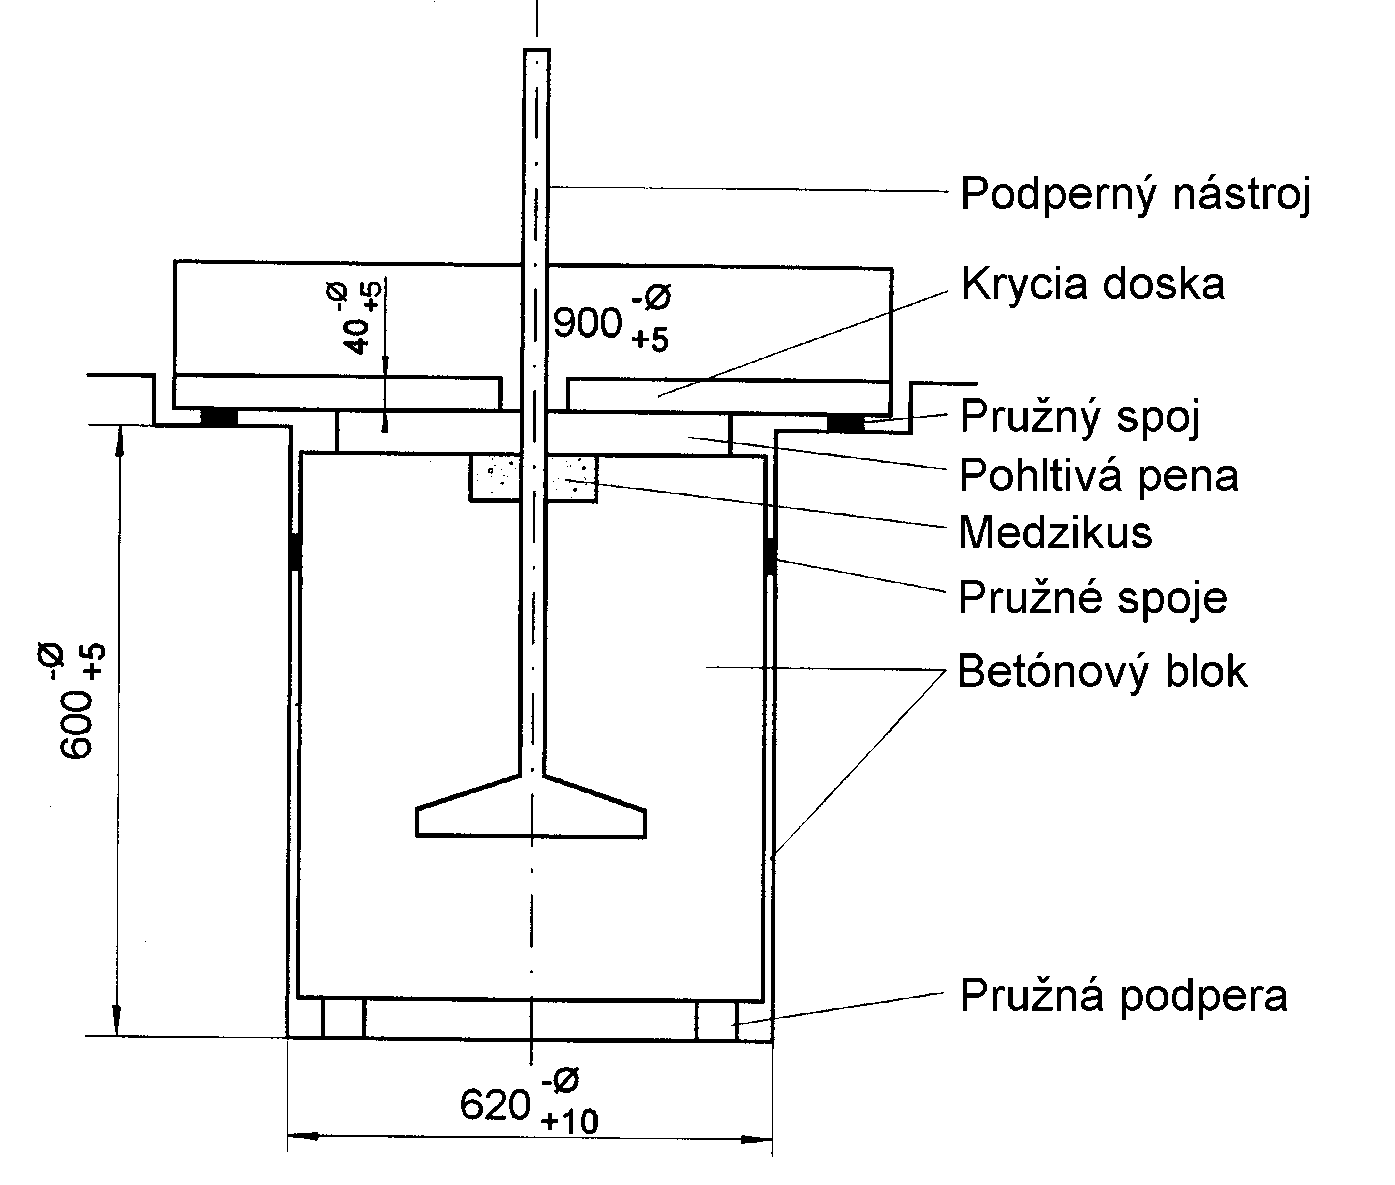 Podperný nástroj
Krycia doska
40 -Ø +5
900 -Ø +5
Pružný spoj
Pohltivá pena
Medzikus
Pružné spoje
600 -Ø +5
Betónový blok
Pružná podpera
620 -Ø +10